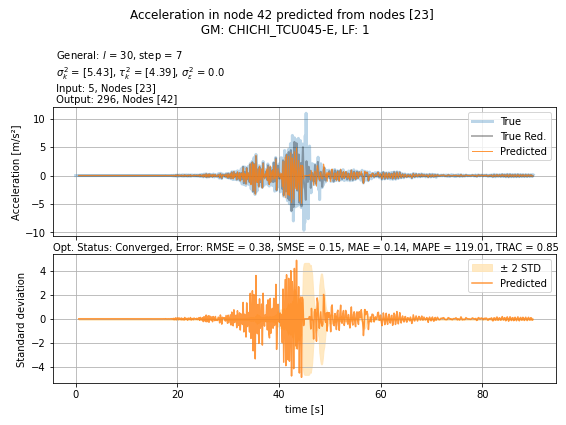 Acceleration in node 42 predicted from nodes [23]
GM: CHICHI_TCU045-E, LF: 1
General: l = 30, step = 7
σ²ₖ = [5.43], τ²ₖ = [4.39], σ²ε = 0.0
Input: 5, Nodes [23]
Output: 296, Nodes [42]
Acceleration [m/s²]
10
5
0
−5
−10
True
True Red.
Predicted
Opt. Status: Converged, Error: RMSE = 0.38, SMSE = 0.15, MAE = 0.14, MAPE = 119.01, TRAC = 0.85
Standard deviation
4
2
0
−2
−4
± 2 STD
Predicted
0 20 40 60 80
time [s]